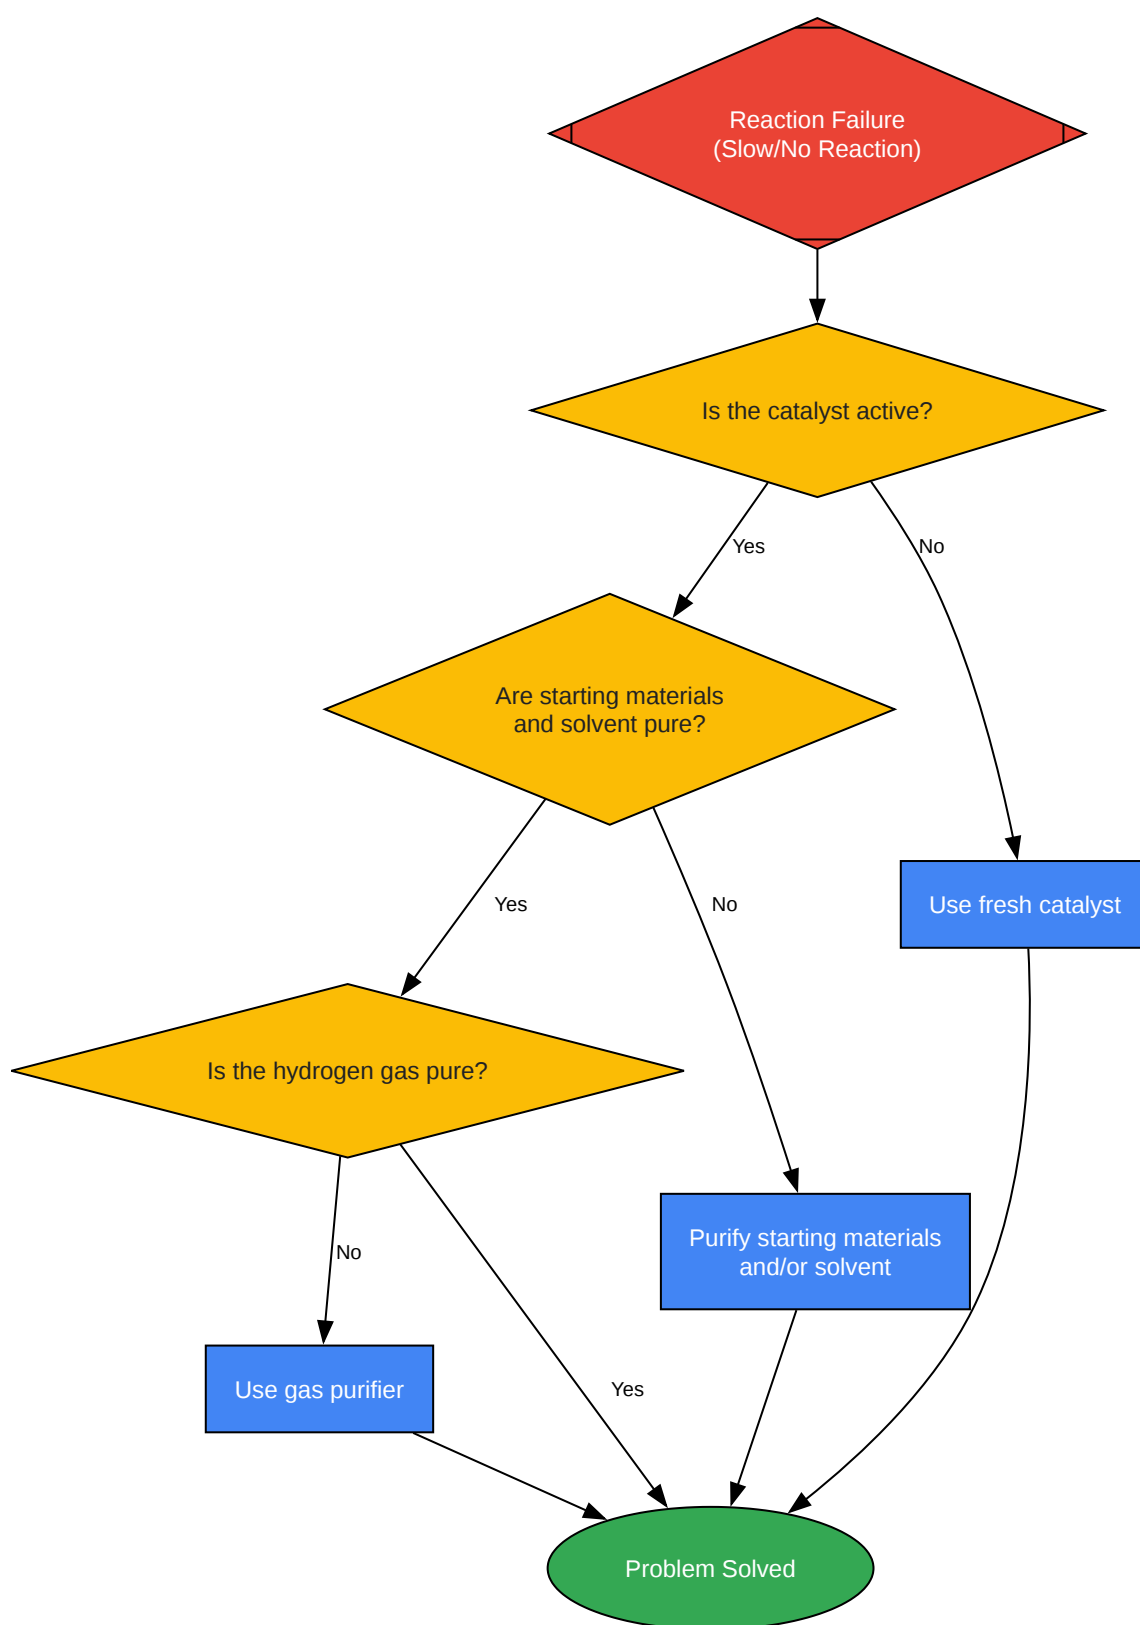 Reaction Failure
(Slow/No Reaction)
Is the catalyst active?
Yes
No
Are starting materials
and solvent pure?
Yes
No
Use fresh catalyst
Is the hydrogen gas pure?
No
Purify starting materials
and/or solvent
Yes
Use gas purifier
Problem Solved